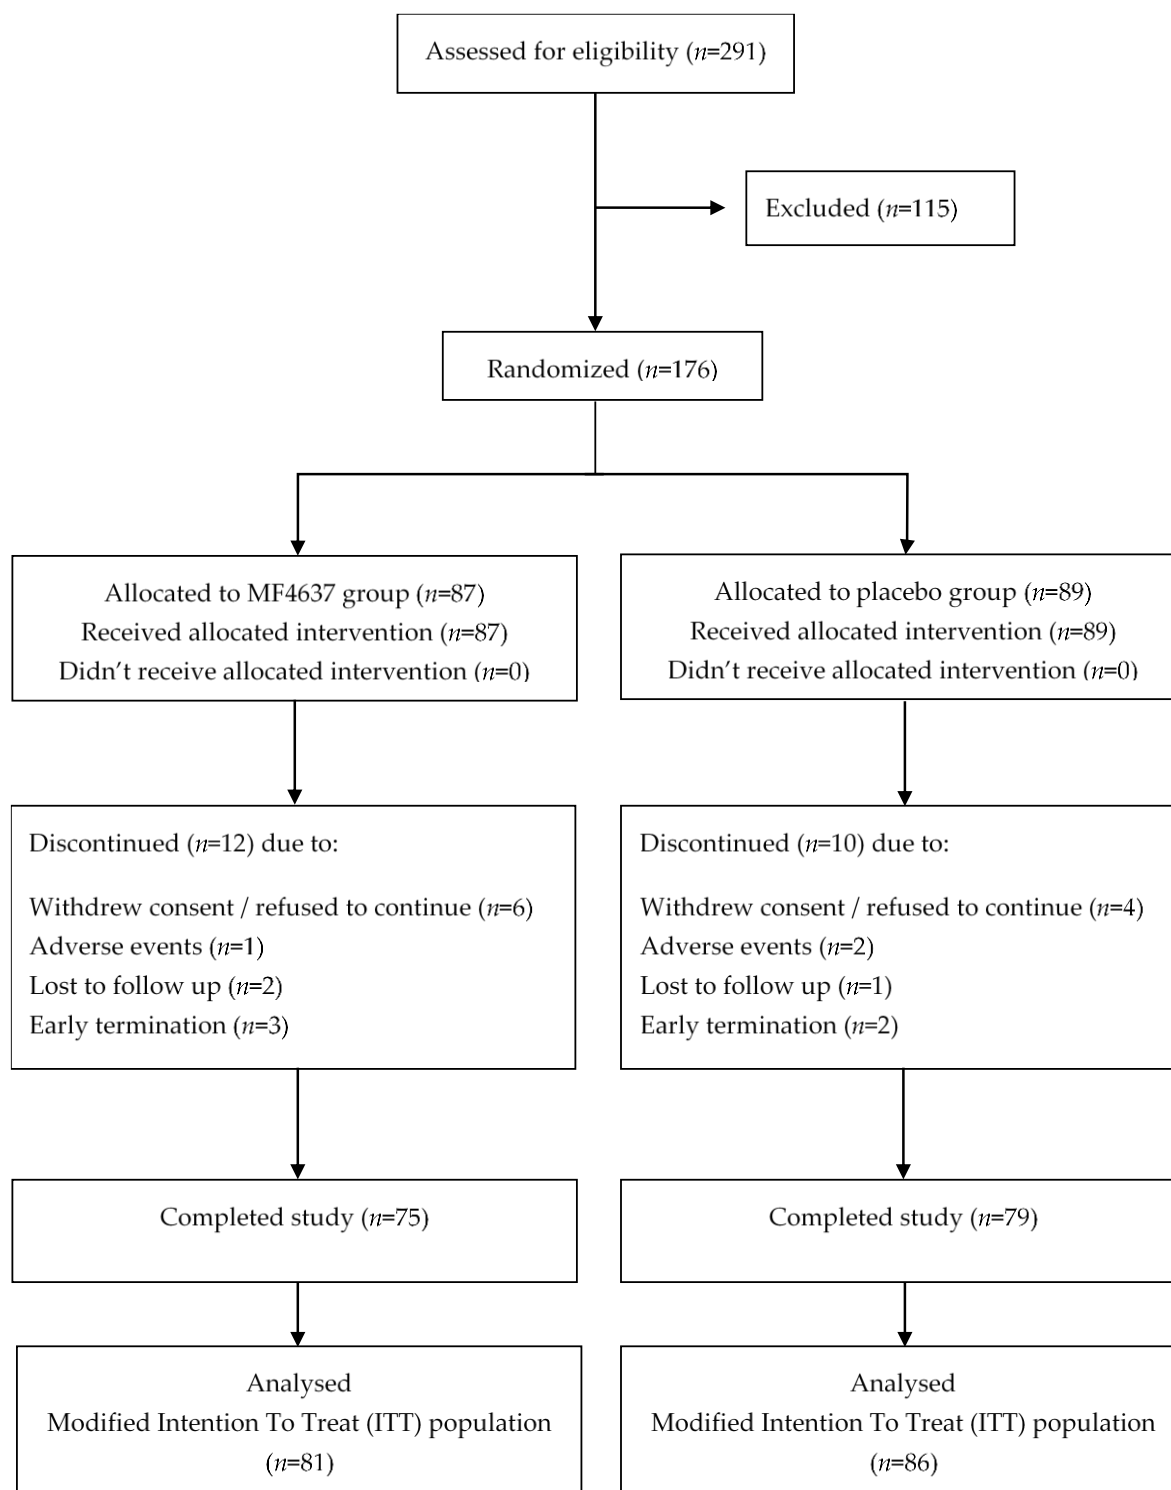 Assessed for eligibility (n=291)
Excluded (n=115)
Randomized (n=176)
Allocated to MF4637 group (n=87)
Received allocated intervention (n=87)
Didn’t receive allocated intervention (n=0)
Allocated to placebo group (n=89)
Received allocated intervention (n=89)
Didn’t receive allocated intervention (n=0)
Discontinued (n=12) due to:
Withdrew consent / refused to continue (n=6)
Adverse events (n=1)
Lost to follow up (n=2)
Early termination (n=3)
Discontinued (n=10) due to:
Withdrew consent / refused to continue (n=4)
Adverse events (n=2)
Lost to follow up (n=1)
Early termination (n=2)
Completed study (n=75)
Completed study (n=79)
Analysed
Modified Intention To Treat (ITT) population
(n=81)
Analysed
Modified Intention To Treat (ITT) population
(n=86)